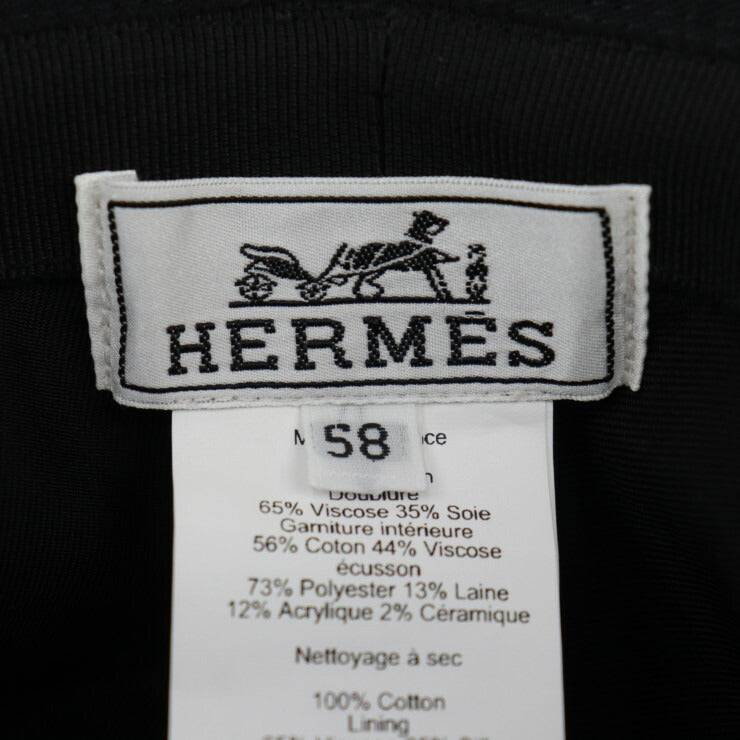 HERMÈS
58
Doublure
65% Viscose 35% Soie
Garniture intérieure
56% Coton 44% Viscose
écusson
73% Polyester 13% Laine
12% Acrylique 2% Céramique
Nettoyage à sec
100% Cotton
Lining